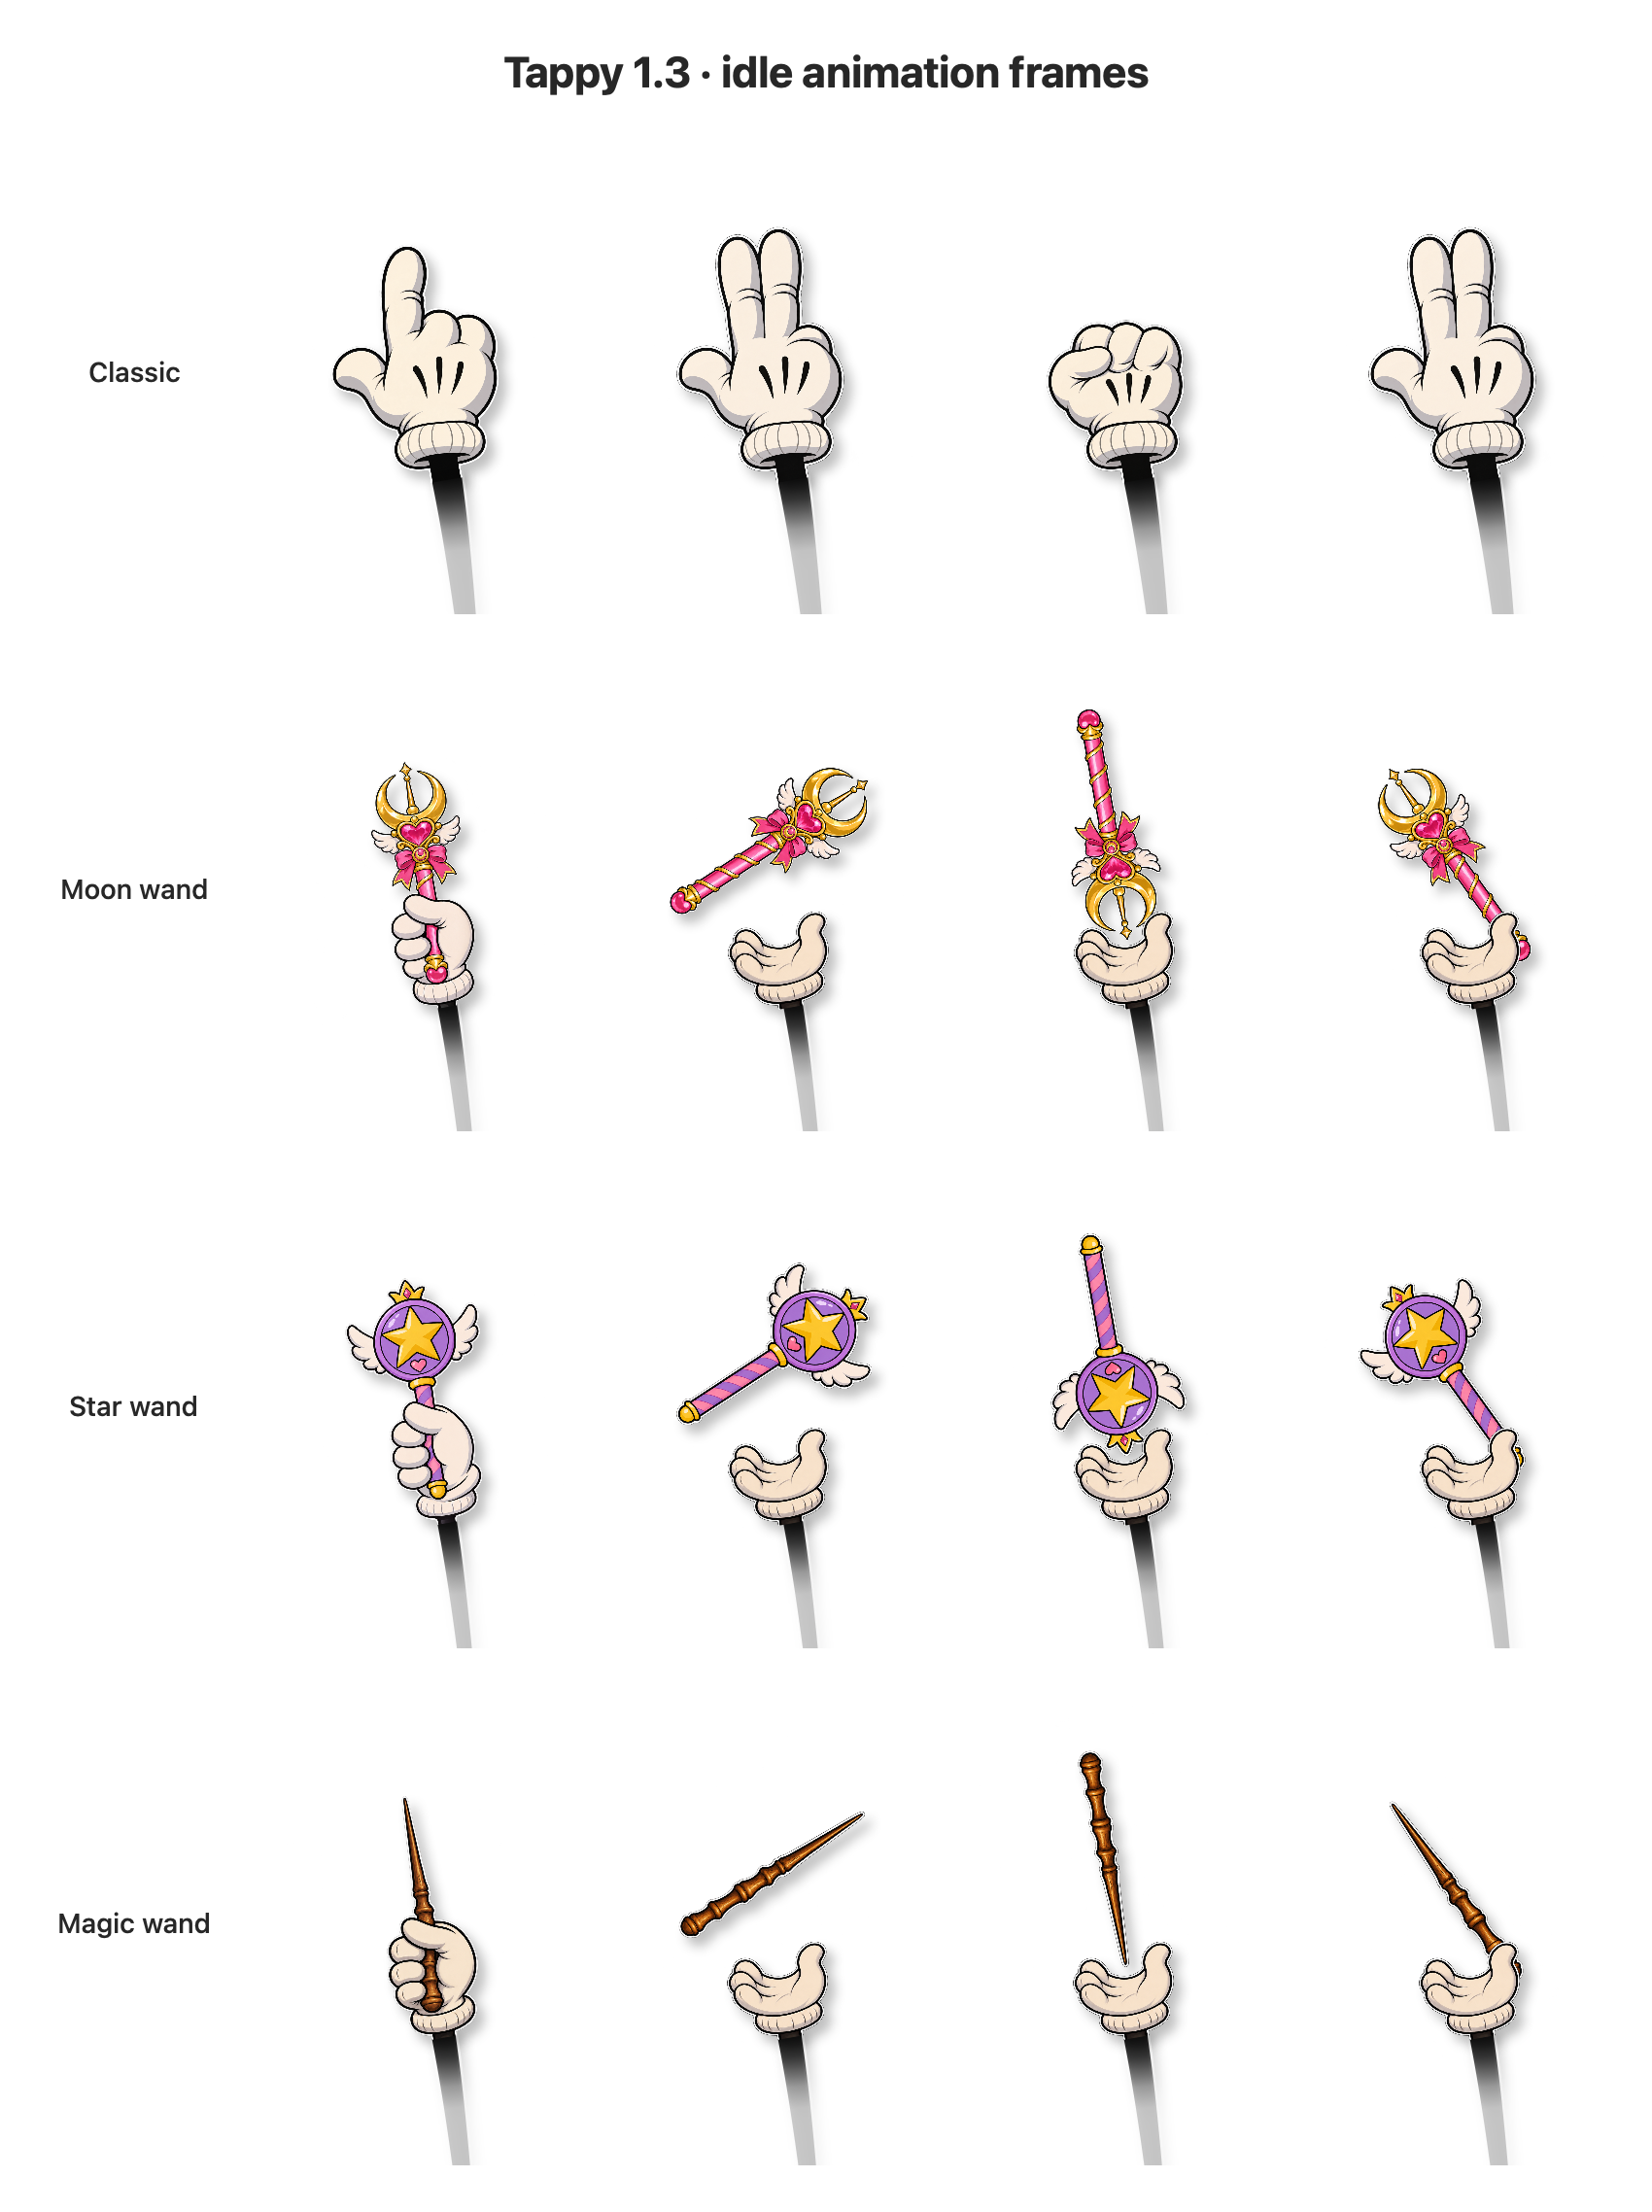 Tappy 1.3 · idle animation frames
Classic
Moon wand
Star wand
Magic wand